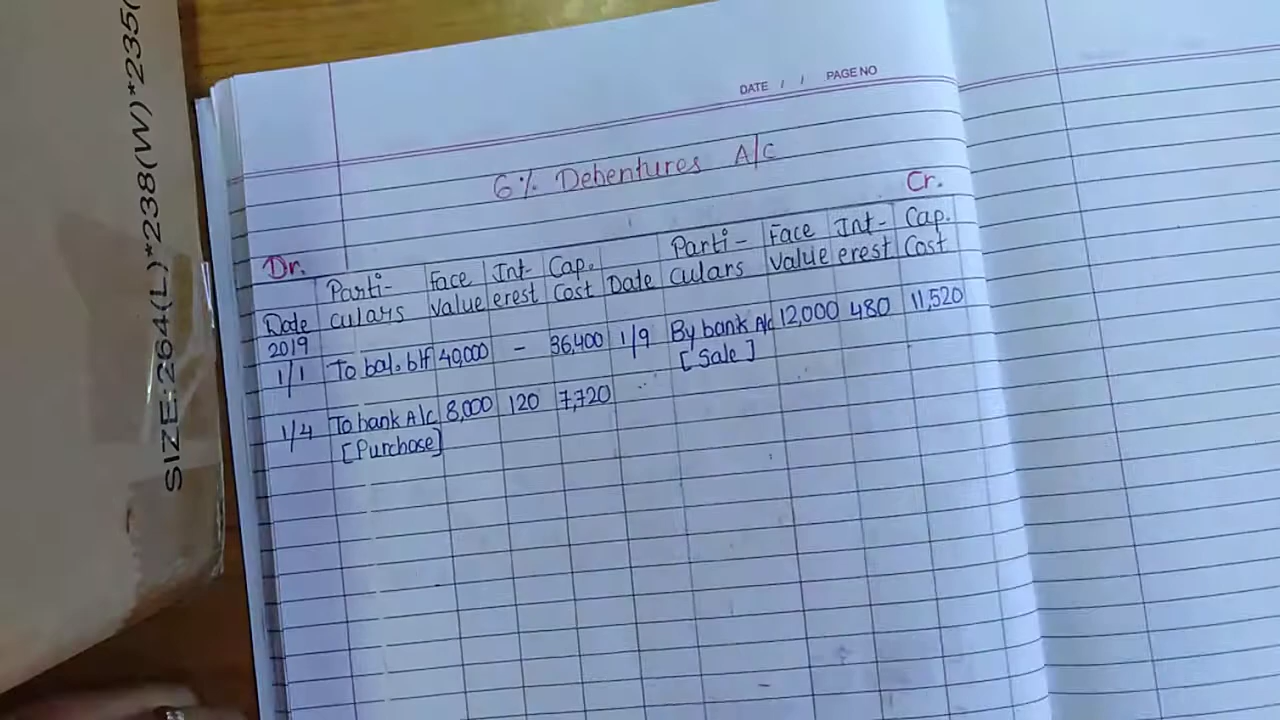 SIZE:264(L)*238(W)*235(
DATE / / PAGE NO
6% Debentures A/c
Dr. Cr.
Date Parti- Face Int- Cap. Date Parti- Face Int- Cap.
culars value erest Cost culars value erest Cost
2019
1/1 To bal. b/f 40,000 - 36,400 1/9 By bank A/c 12,000 480 11,520
[Sale]
1/4 To bank A/c 8,000 120 7,720
[Purchase]